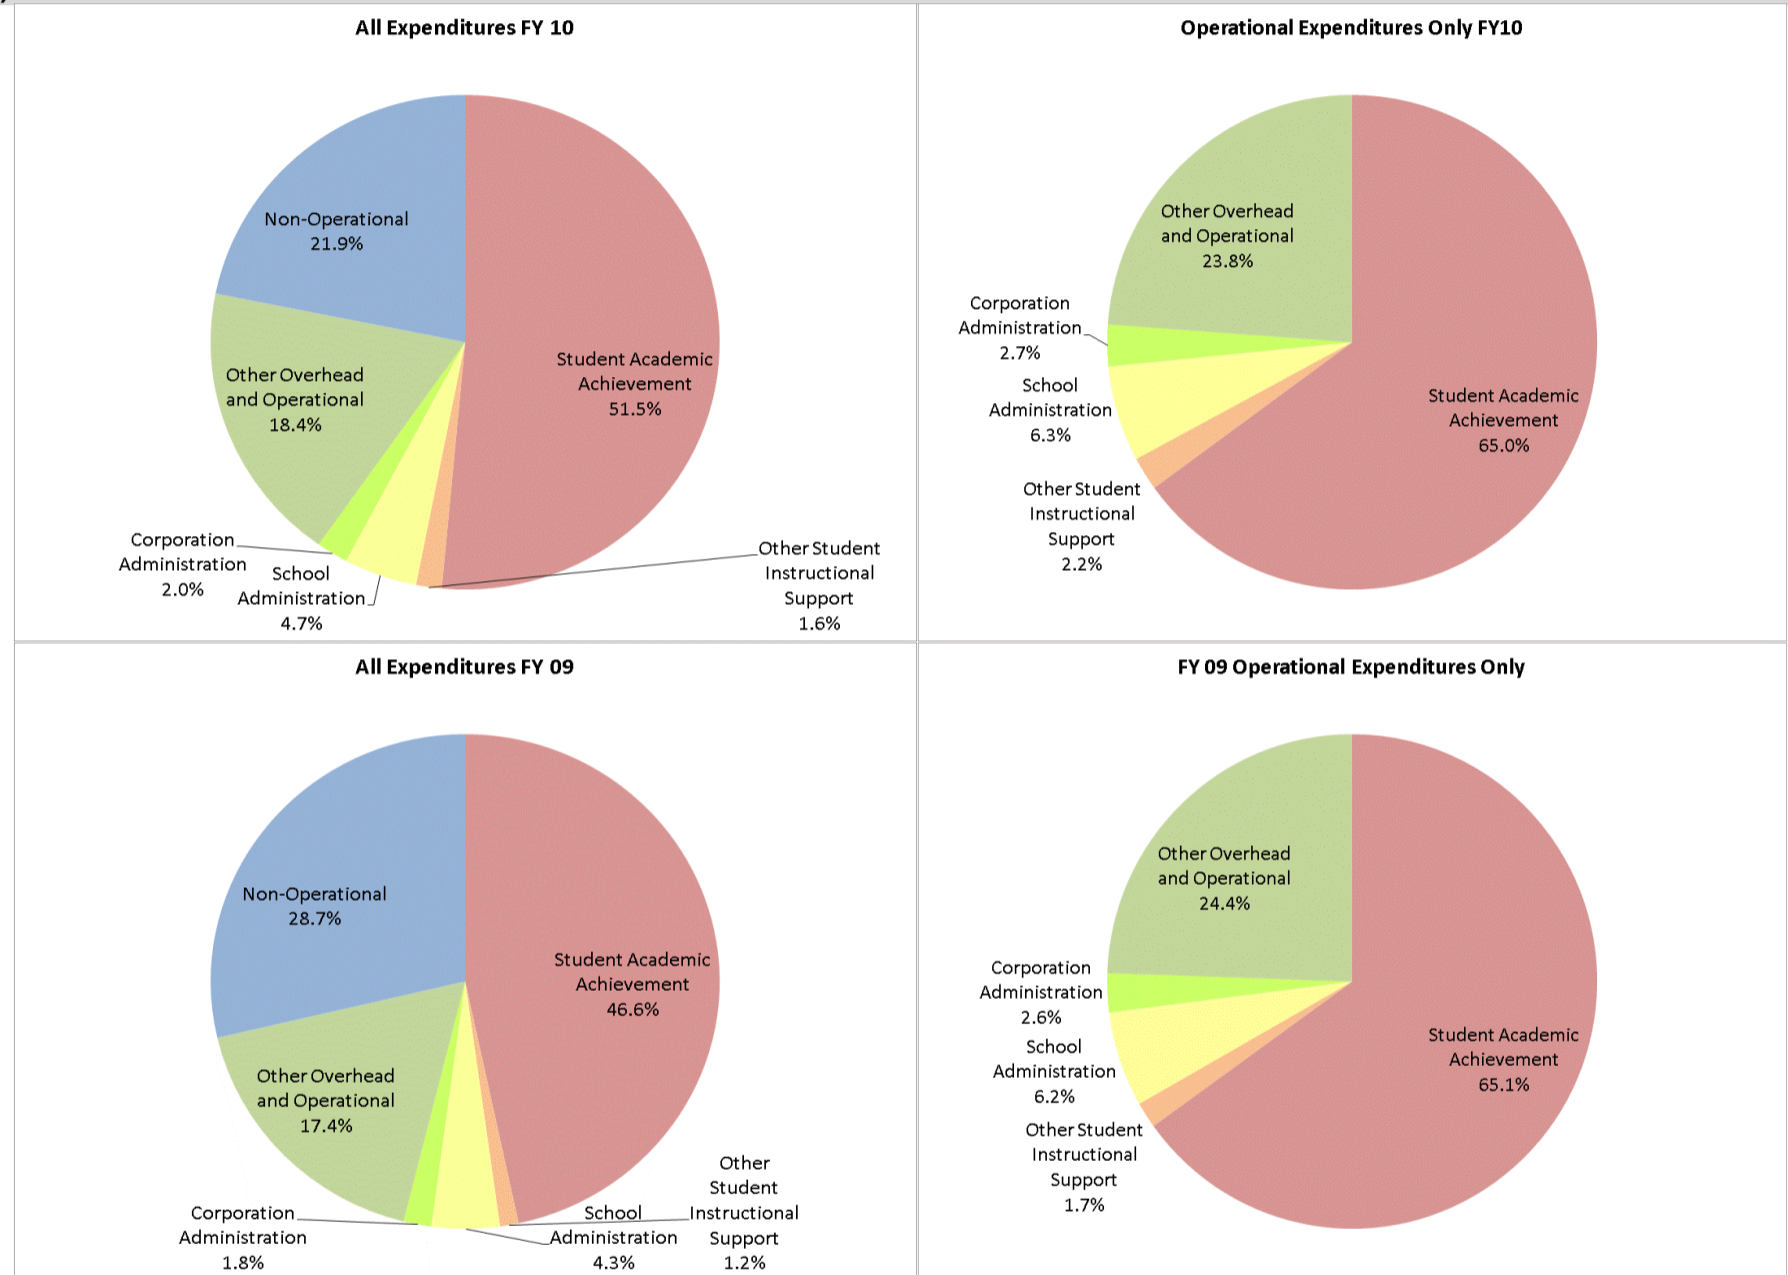 All Expenditures FY 10
Non-Operational
21.9%
Other Overhead
and Operational
18.4%
Student Academic
Achievement
51.5%
Corporation
Administration
2.0%
School
Administration
4.7%
Other Student
Instructional
Support
1.6%
Operational Expenditures Only FY10
Other Overhead
and Operational
23.8%
Corporation
Administration
2.7%
School
Administration
6.3%
Student Academic
Achievement
65.0%
Other Student
Instructional
Support
2.2%
All Expenditures FY 09
Non-Operational
28.7%
Student Academic
Achievement
46.6%
Other Overhead
and Operational
17.4%
Corporation
Administration
1.8%
School
Administration
4.3%
Other
Student
Instructional
Support
1.2%
FY 09 Operational Expenditures Only
Other Overhead
and Operational
24.4%
Corporation
Administration
2.6%
School
Administration
6.2%
Student Academic
Achievement
65.1%
Other Student
Instructional
Support
1.7%